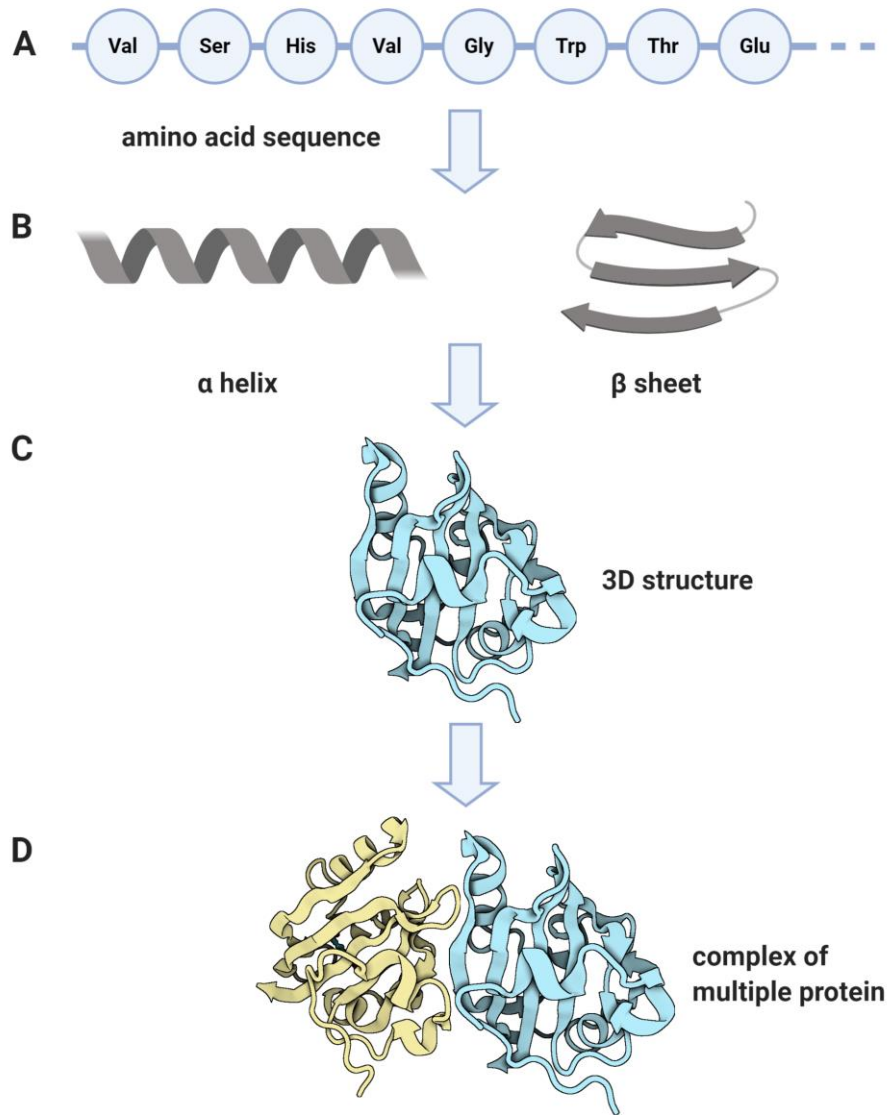 A
Val Ser His Val Gly Trp Thr Glu
amino acid sequence
B
α helix
β sheet
C
3D structure
D
complex of
multiple protein